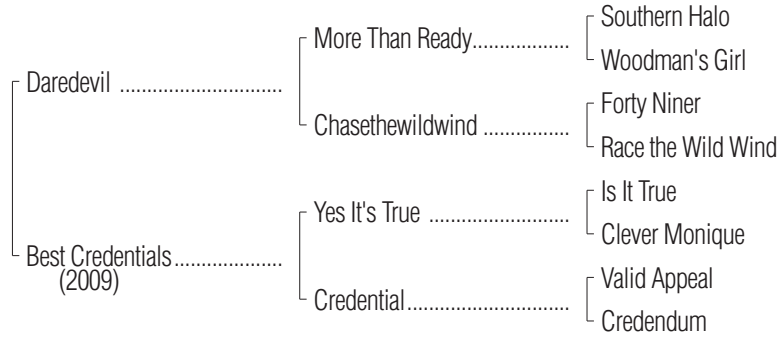 Southern Halo
More Than Ready..................
Woodman's Girl
Daredevil ..............................
Forty Niner
Chasethewildwind ................
Race the Wild Wind
Is It True
Yes It's True ..........................
Clever Monique
Best Credentials....................
(2009)
Valid Appeal
Credential..............................
Credendum